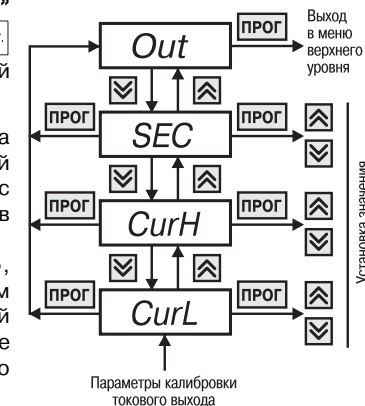 Выход
в меню
верхнего
уровня
ПРОГ
Out
ПРОГ
ПРОГ
SEC
ПРОГ
ПРОГ
CurH
ПРОГ
ПРОГ
CurL
Установка значения
Параметры калибровки
токового выхода